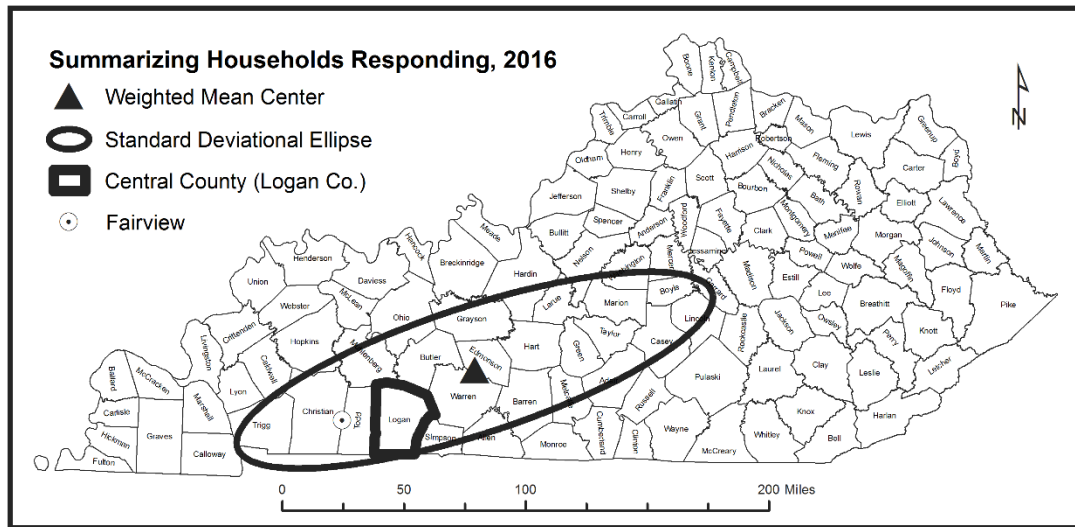 Summarizing Households Responding, 2016
Weighted Mean Center
Standard Deviational Ellipse
Central County (Logan Co.)
Fairview
N
Boone
Kenton
Campbell
Gallatin
Carroll
Trimble
Grant
Pendleton
Bracken
Mason
Robertson
Lewis
Greenup
Boyd
Carter
Owen
Henry
Oldham
Harrison
Fleming
Nicholas
Rowan
Elliott
Lawrence
Jefferson
Shelby
Franklin
Scott
Bourbon
Bath
Montgomery
Menifee
Morgan
Johnson
Martin
Bullitt
Spencer
Anderson
Woodford
Fayette
Clark
Powell
Wolfe
Magoffin
Floyd
Pike
Meade
Hancock
Breckinridge
Hardin
Nelson
Washington
Mercer
Jessamine
Garrard
Madison
Estill
Lee
Breathitt
Knott
Henderson
Union
Daviess
Webster
McLean
Ohio
Grayson
Larue
Marion
Boyle
Lincoln
Rockcastle
Jackson
Owsley
Perry
Letcher
Crittenden
Livingston
Hopkins
Muhlenberg
Butler
Edmonson
Hart
Green
Taylor
Casey
Pulaski
Laurel
Clay
Leslie
Ballard
McCracken
Lyon
Caldwell
Christian
Todd
Logan
Warren
Barren
Metcalfe
Adair
Russell
Knox
Harlan
Carlisle
Graves
Marshall
Trigg
Simpson
Allen
Monroe
Cumberland
Clinton
Wayne
McCreary
Whitley
Bell
Hickman
Fulton
Calloway
0
50
100
200 Miles